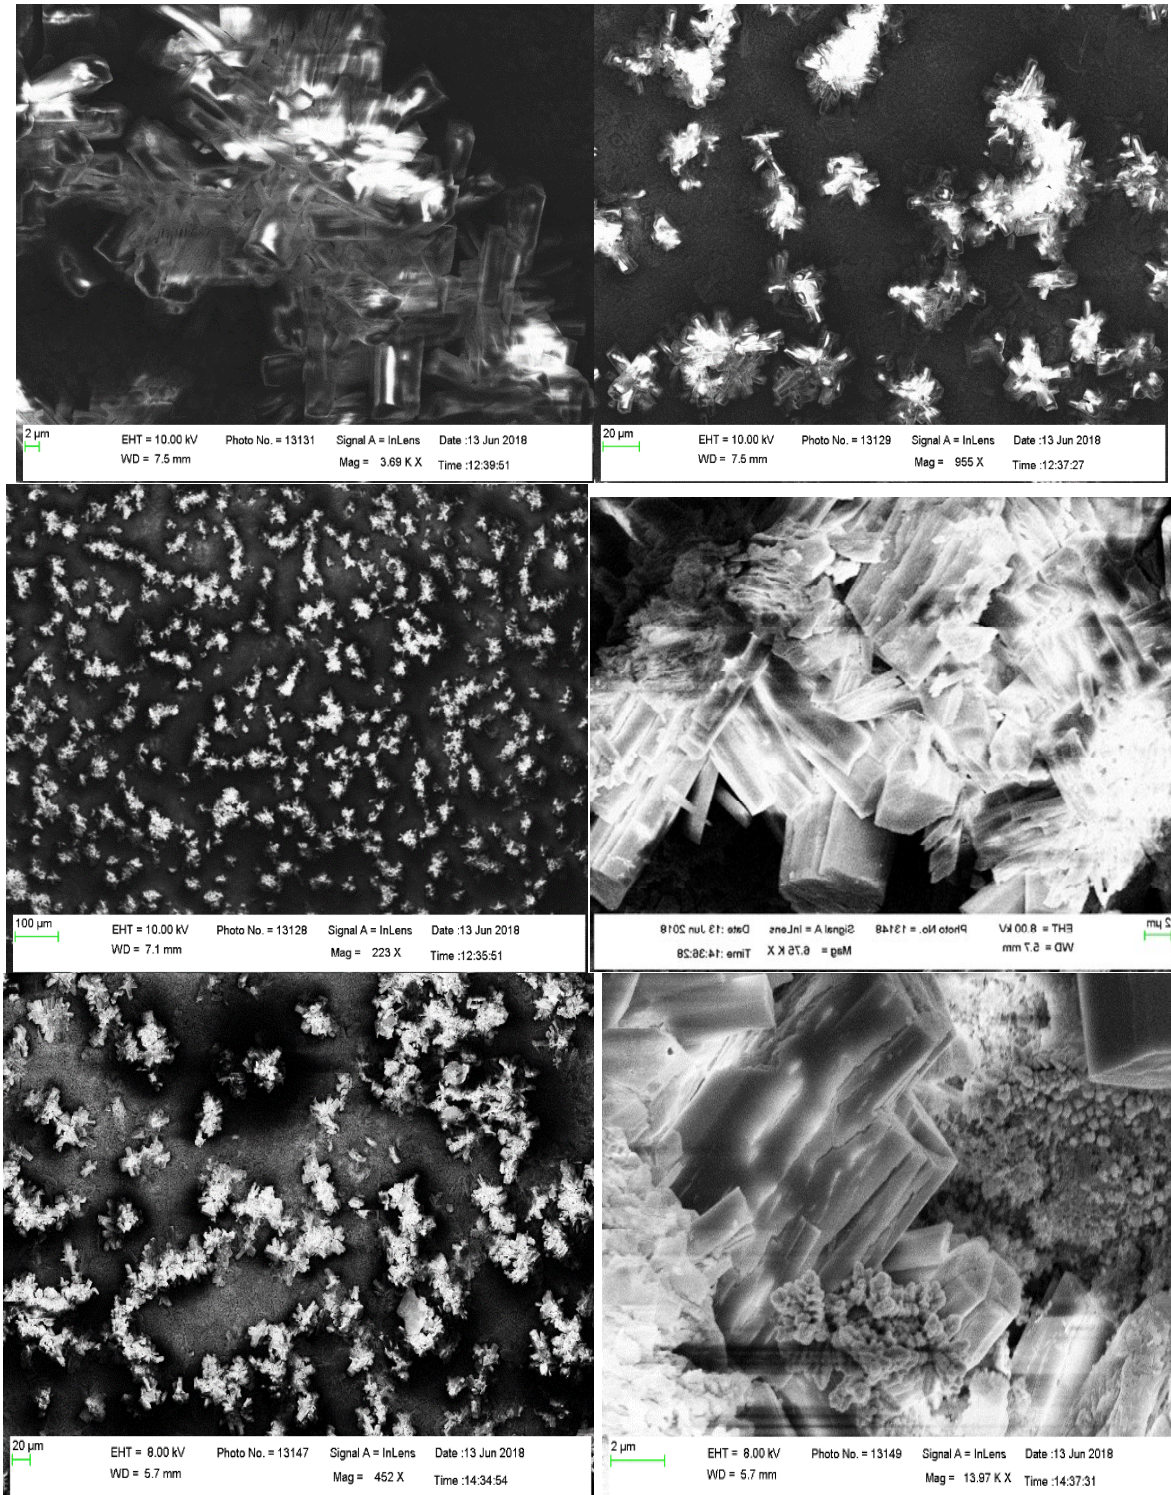 2 µm
EHT = 10.00 kV Photo No. = 13131 Signal A = InLens Date :13 Jun 2018
WD = 7.5 mm Mag = 3.69 K X Time :12:39:51
20 µm
EHT = 10.00 kV Photo No. = 13129 Signal A = InLens Date :13 Jun 2018
WD = 7.5 mm Mag = 955 X Time :12:37:27
100 µm
EHT = 10.00 kV Photo No. = 13128 Signal A = InLens Date :13 Jun 2018
WD = 7.1 mm Mag = 223 X Time :12:35:51
2 µm
EHT = 8.00 kV Photo No. = 13148 Signal A = InLens Date :13 Jun 2018
WD = 5.7 mm Mag = 6.75 K X Time :14:36:28
20 µm
EHT = 8.00 kV Photo No. = 13147 Signal A = InLens Date :13 Jun 2018
WD = 5.7 mm Mag = 452 X Time :14:34:54
2 µm
EHT = 8.00 kV Photo No. = 13149 Signal A = InLens Date :13 Jun 2018
WD = 5.7 mm Mag = 13.97 K X Time :14:37:31